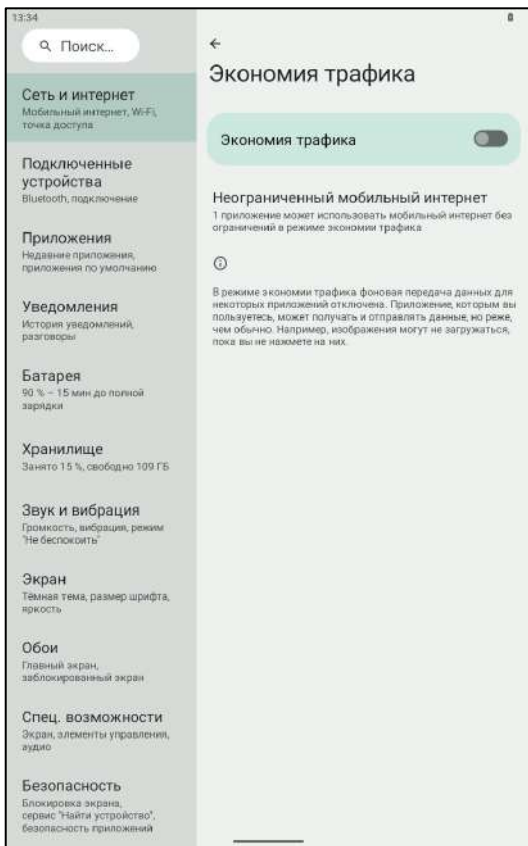 13:34
Поиск...
Сеть и интернет
Мобильный интернет, Wi-Fi,
точка доступа
Подключенные
устройства
Bluetooth, подключение
Приложения
Недавние приложения,
приложения по умолчанию
Уведомления
История уведомлений,
разговоры
Батарея
90 % – 15 мин до полной
зарядки
Хранилище
Занято 15 %, свободно 109 ГБ
Звук и вибрация
Громкость, вибрация, режим
"Не беспокоить"
Экран
Тёмная тема, размер шрифта,
яркость
Обои
Главный экран,
заблокированный экран
Спец. возможности
Экран, элементы управления,
аудио
Безопасность
Блокировка экрана,
сервис "Найти устройство",
безопасность приложений
Экономия трафика
Экономия трафика
Неограниченный мобильный интернет
1 приложение может использовать мобильный интернет без
ограничений в режиме экономии трафика
В режиме экономии трафика фоновая передача данных для
некоторых приложений отключена. Приложение, которым вы
пользуетесь, может получать и отправлять данные, но реже,
чем обычно. Например, изображения могут не загружаться,
пока вы не нажмете на них.